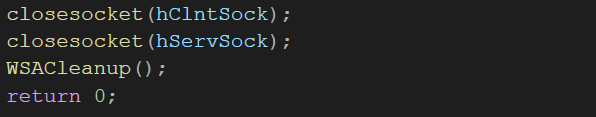 closesocket(hClntSock);
closesocket(hServSock);
WSACleanup();
return 0;